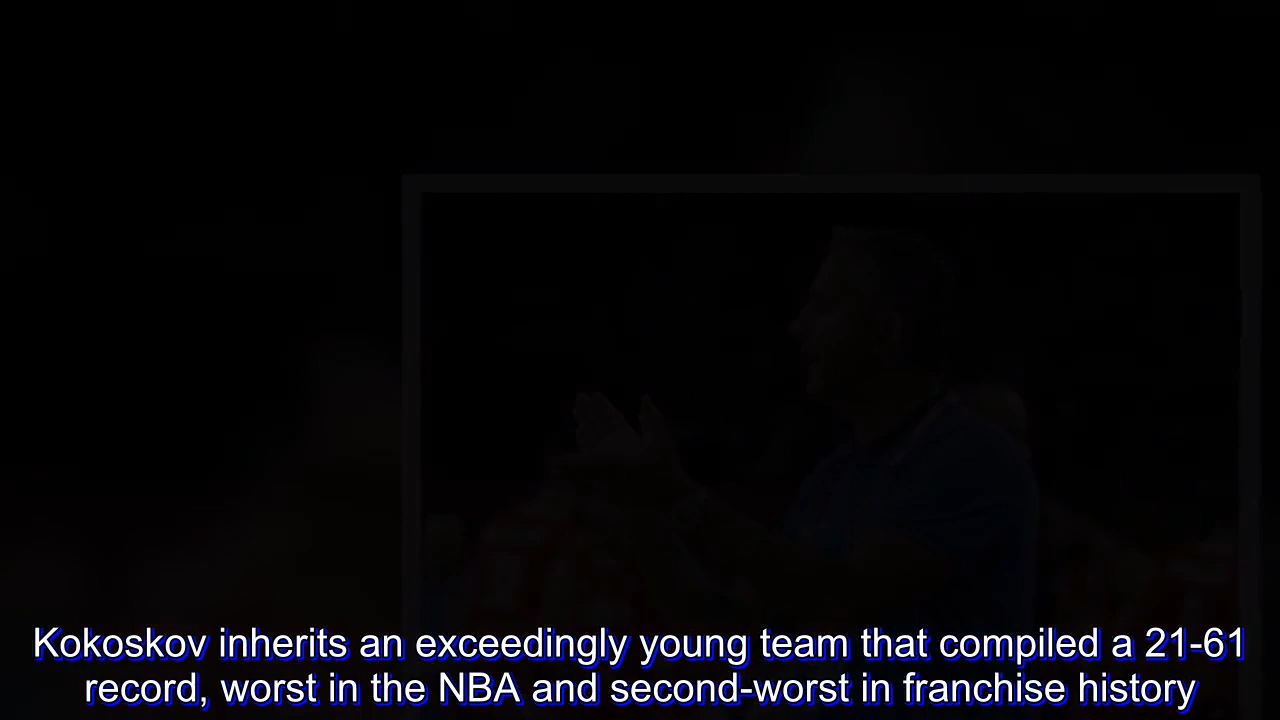 Kokoskov inherits an exceedingly young team that compiled a 21-61
record, worst in the NBA and second-worst in franchise history